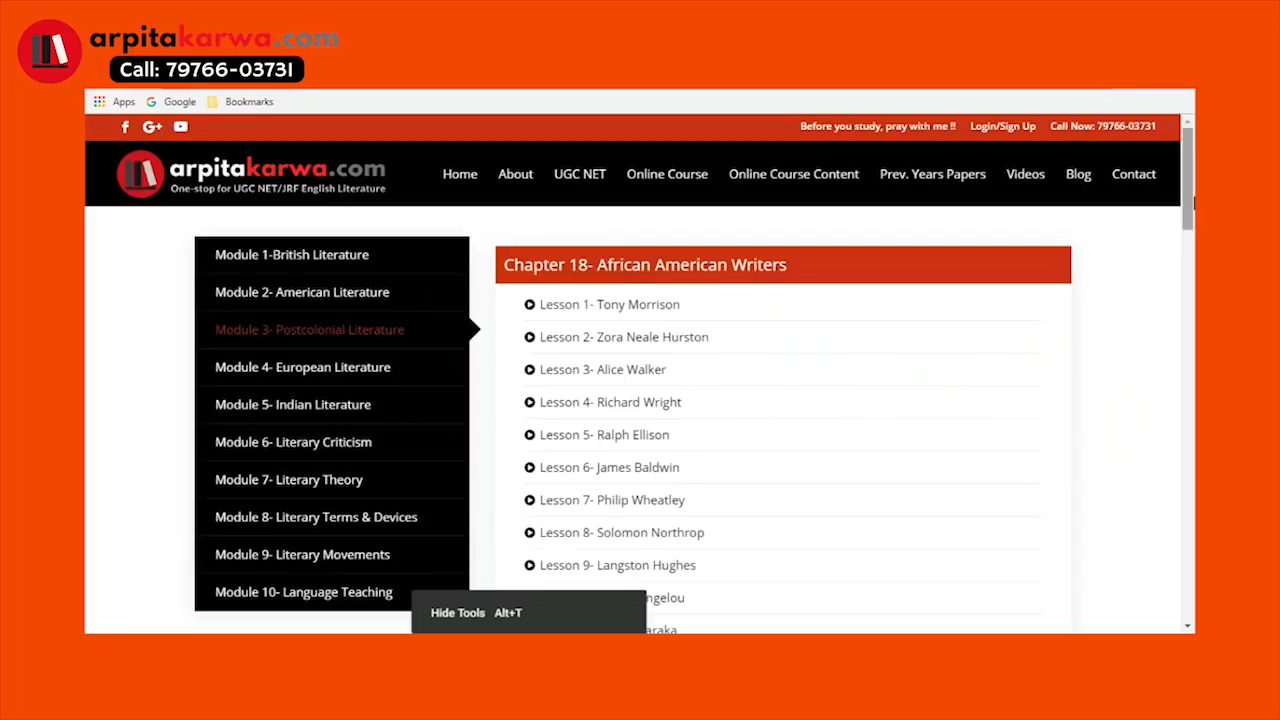 arpitakarwa.com
Call: 79766-03731
Apps Google Bookmarks
Before you study, pray with me !! Login/Sign Up Call Now: 79766-03731
arpitakarwa.com
One-stop for UGC NET/JRF English Literature
Home About UGC NET Online Course Online Course Content Prev. Years Papers Videos Blog Contact
Module 1-British Literature
Module 2- American Literature
Module 3- Postcolonial Literature
Module 4- European Literature
Module 5- Indian Literature
Module 6- Literary Criticism
Module 7- Literary Theory
Module 8- Literary Terms & Devices
Module 9- Literary Movements
Module 10- Language Teaching
Chapter 18- African American Writers
Lesson 1- Tony Morrison
Lesson 2- Zora Neale Hurston
Lesson 3- Alice Walker
Lesson 4- Richard Wright
Lesson 5- Ralph Ellison
Lesson 6- James Baldwin
Lesson 7- Philip Wheatley
Lesson 8- Solomon Northrop
Lesson 9- Langston Hughes
ngelou
Hide Tools Alt+T